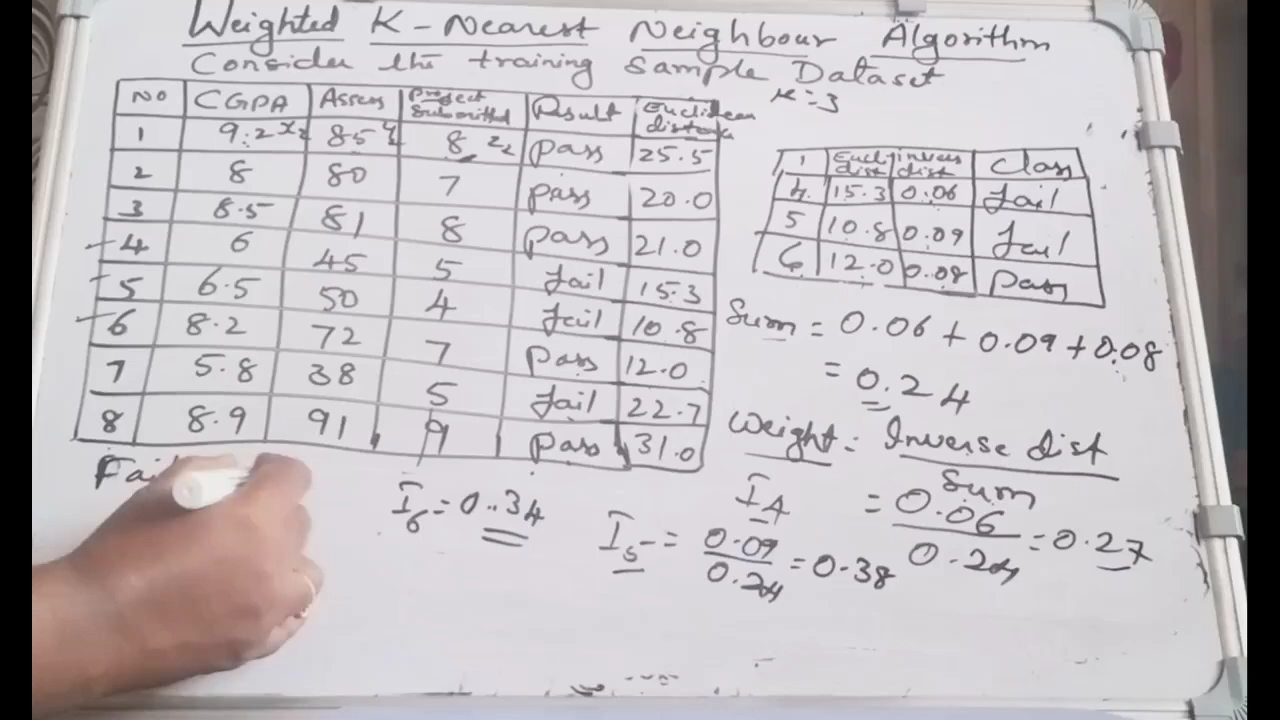 Weighted K-Nearest Neighbour Algorithm
Consider the training Sample Dataset
K=3
NO CGPA Assess Project Submitted Result Euclidean distance
1 9.2 x₂ 85 y₂ 8 z₂ pass 25.5
2 8 80 7 pass 20.0
3 8.5 81 8 pass 21.0
4 6 45 5 fail 15.3
5 6.5 50 4 fail 10.8
6 8.2 72 7 pass 12.0
7 5.8 38 5 fail 22.7
8 8.9 91 9 pass 31.0
Eucl dist inves dist Class
4 15.3 0.06 fail
5 10.8 0.09 fail
6 12.0 0.08 Pass
Sum = 0.06 + 0.09 + 0.08
= 0.24
Weight: Inverse dist
Sum
I₄ = 0.06 / 0.24 = 0.27
I₅ = 0.09 / 0.24 = 0.38
I₆ = 0.34
Fai